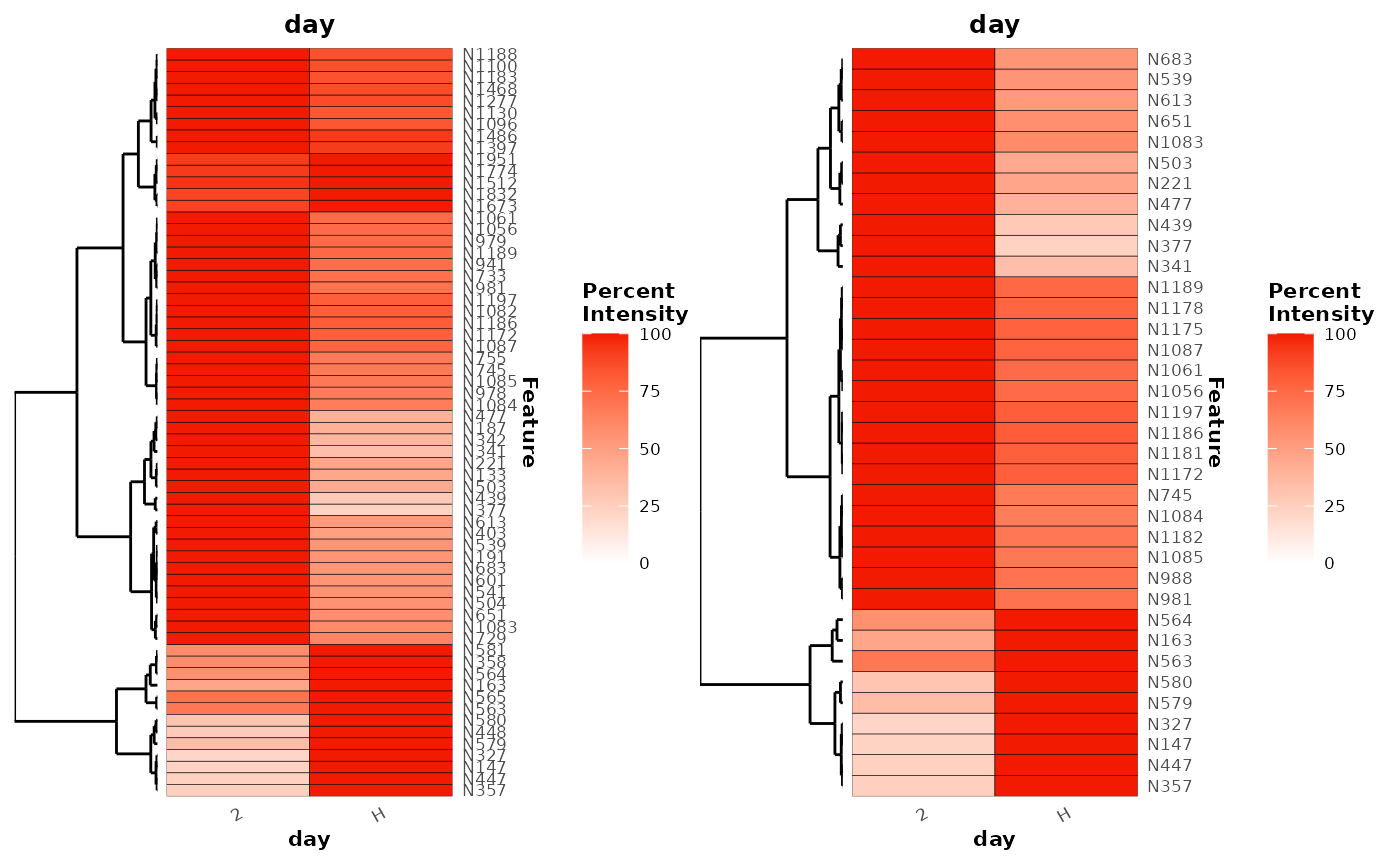 day
N1188
N1100
N1183
N1468
N1277
N1130
N1096
N1486
N1397
N1951
N1774
N1512
N1832
N1673
N1061
N1056
N979
N1189
N941
N733
N981
N1197
N1082
N1186
N1172
N1087
N755
N745
N1085
N978
N1084
N477
N187
N342
N341
N221
N133
N503
N439
N377
N613
N403
N539
N191
N683
N601
N541
N504
N651
N1083
N729
N581
N358
N564
N163
N565
N563
N580
N448
N579
N327
N147
N447
N357
Feature
2
H
day
Percent
Intensity
100
75
50
25
0
day
N683
N539
N613
N651
N1083
N503
N221
N477
N439
N377
N341
N1189
N1178
N1175
N1087
N1061
N1056
N1197
N1186
N1181
N1172
N745
N1084
N1182
N1085
N988
N981
N564
N163
N563
N580
N579
N327
N147
N447
N357
Feature
2
H
day
Percent
Intensity
100
75
50
25
0